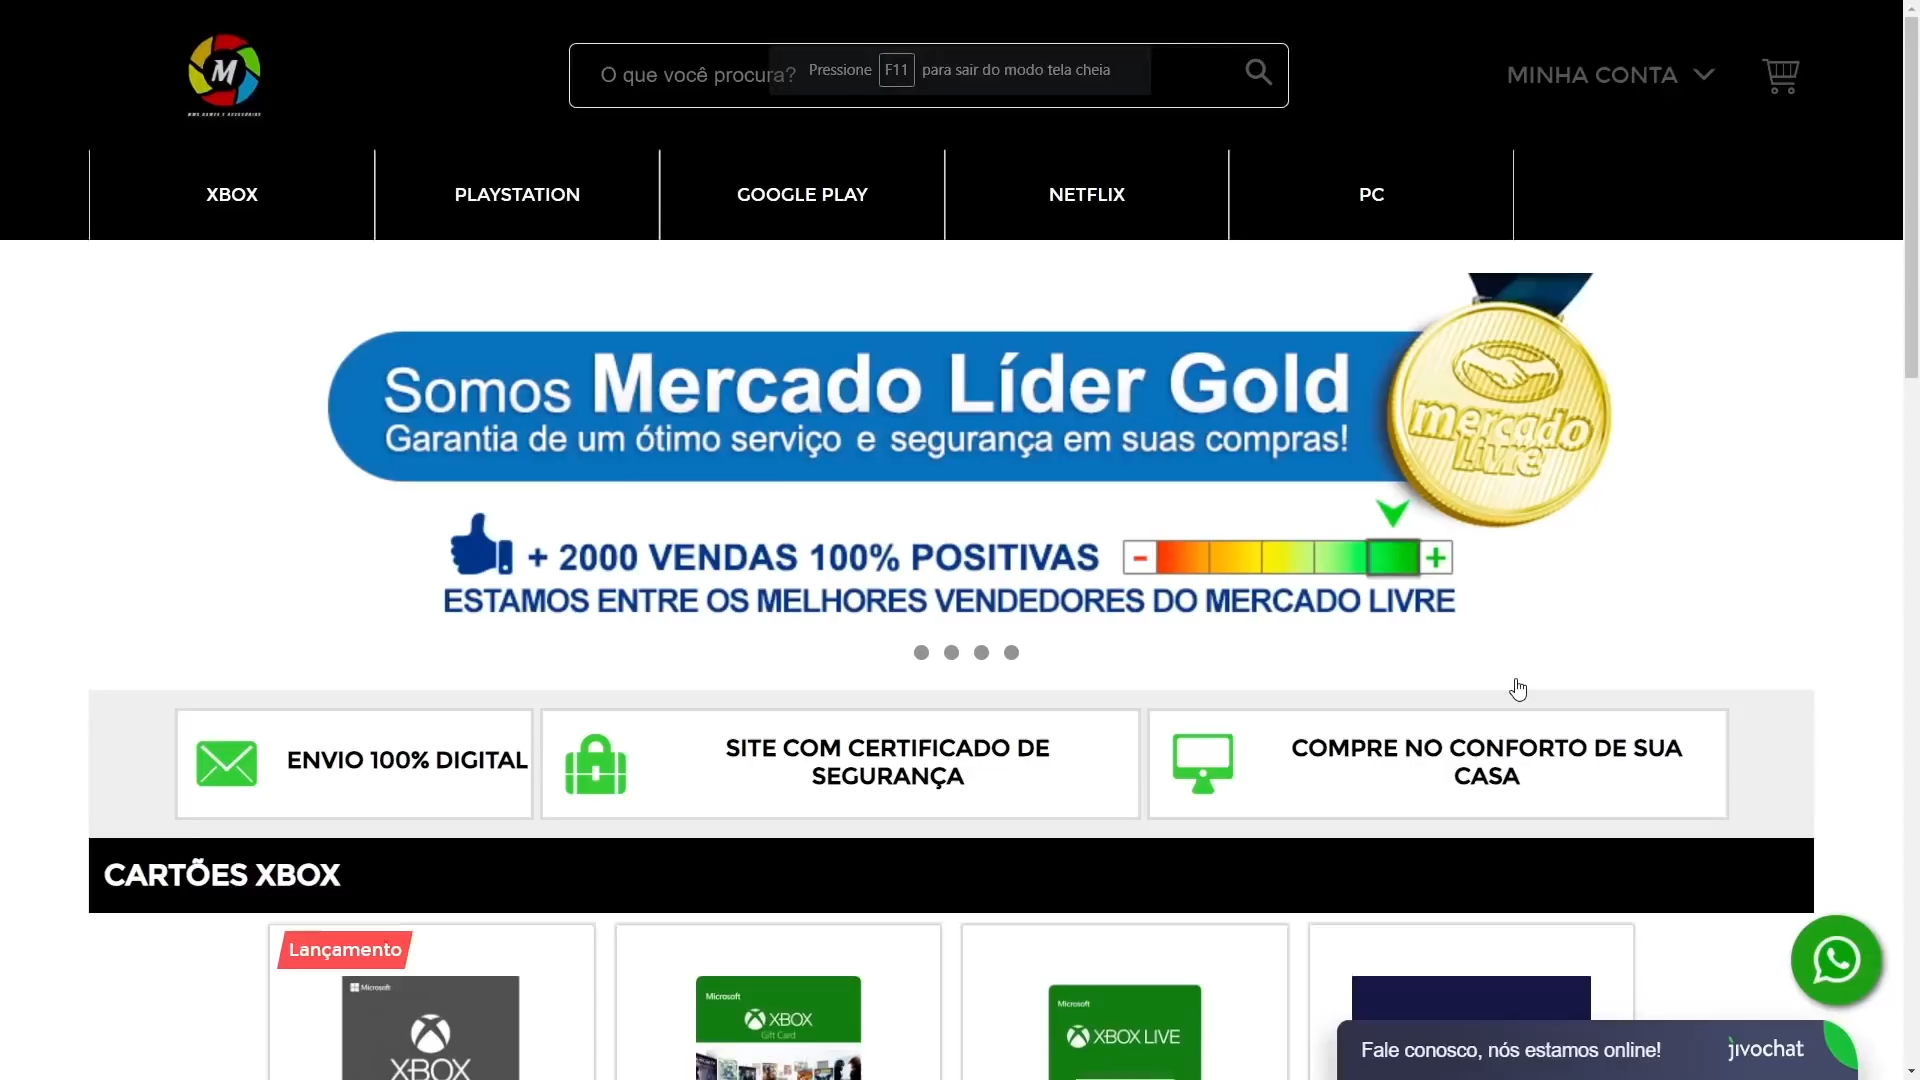 M
O que você procura?
Pressione F11 para sair do modo tela cheia
MINHA CONTA
XBOX
PLAYSTATION
GOOGLE PLAY
NETFLIX
PC
Somos Mercado Líder Gold
Garantia de um ótimo serviço e segurança em suas compras!
mercado
livre
+ 2000 VENDAS 100% POSITIVAS
- +
ESTAMOS ENTRE OS MELHORES VENDEDORES DO MERCADO LIVRE
ENVIO 100% DIGITAL
SITE COM CERTIFICADO DE
SEGURANÇA
COMPRE NO CONFORTO DE SUA
CASA
CARTÕES XBOX
Lançamento
Microsoft
XBOX
Microsoft
XBOX
Gift Card
Microsoft
XBOX LIVE
Fale conosco, nós estamos online!
jivochat